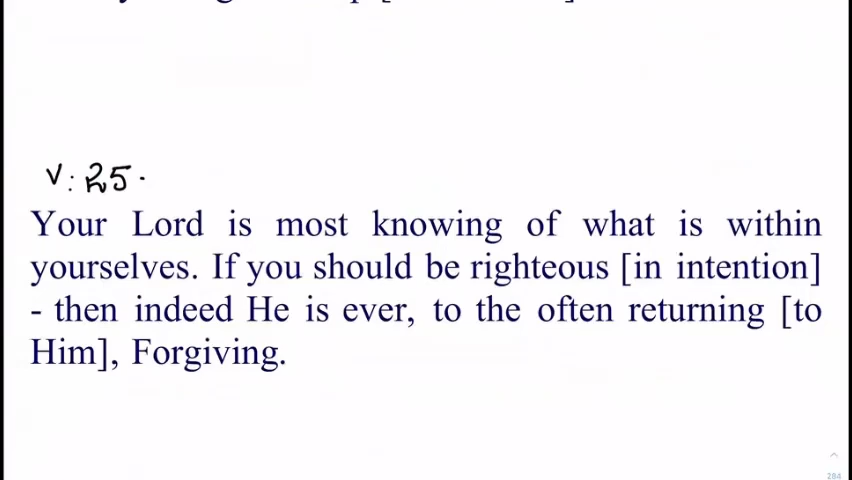 v: 25.
Your Lord is most knowing of what is within
yourselves. If you should be righteous [in intention]
- then indeed He is ever, to the often returning [to
Him], Forgiving.
284